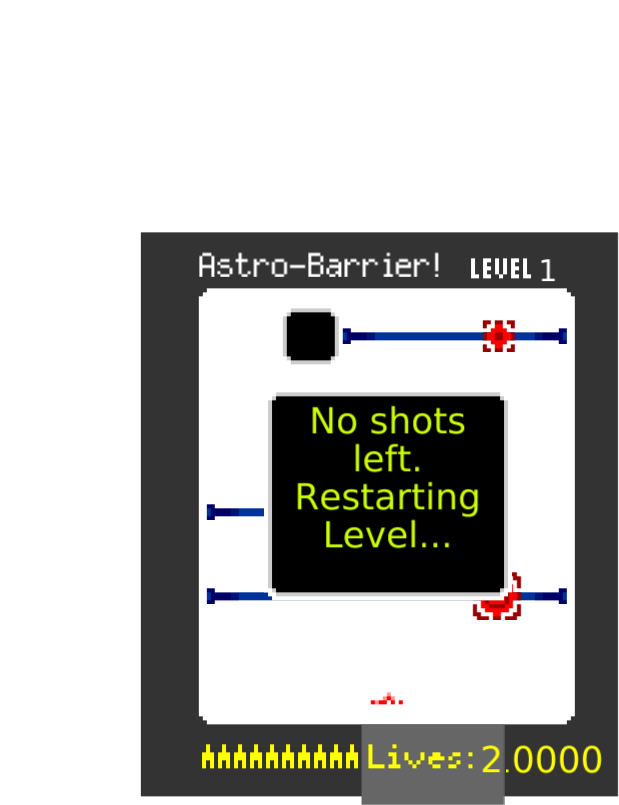 Astro-Barrier! LEVEL 1
No shots
left.
Restarting
Level...
Lives:2.0000